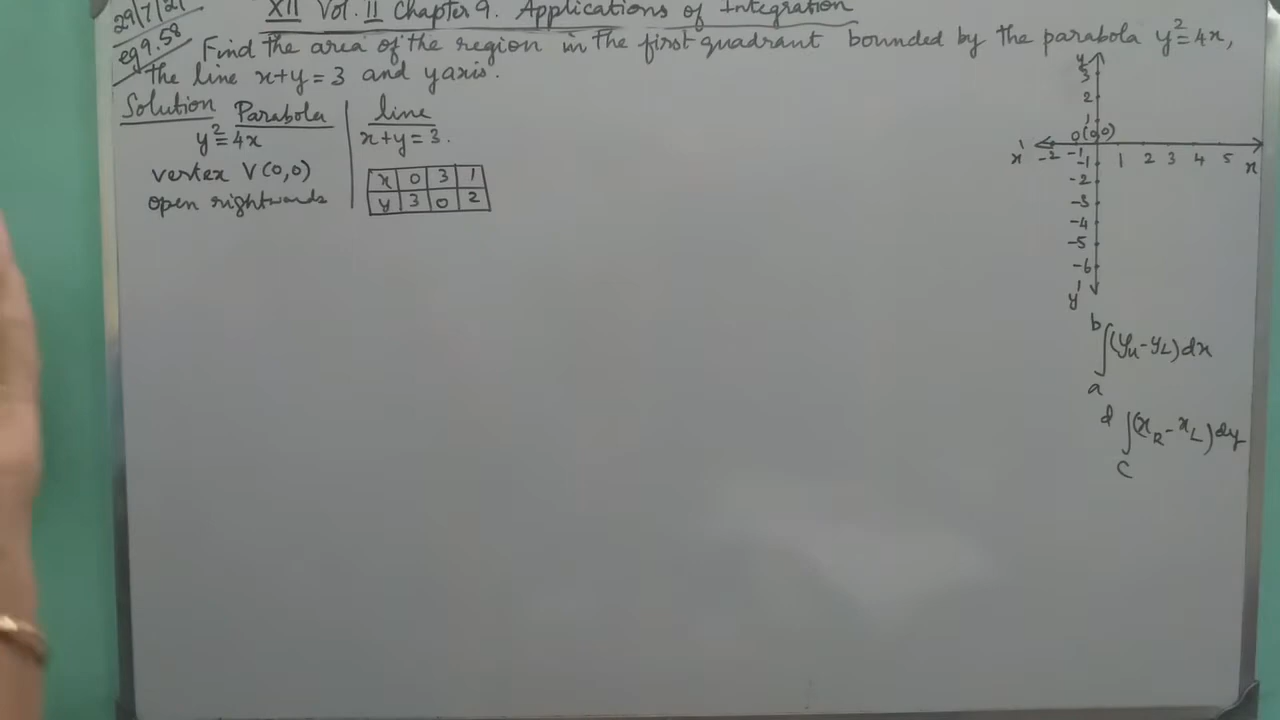 29/7/21
XII Vol. II Chapter 9. Applications of Integration
eg 9.58
Find the area of the region in the first quadrant bounded by the parabola y²=4x,
the line x+y=3 and y axis.
Solution
Parabola
y²=4x
vertex V(0,0)
open rightwards
line
x+y=3.
x 0 3 1
y 3 0 2
y
3
2
1
0(0,0)
x' -2 -1 1 2 3 4 5 x
-1
-2
-3
-4
-5
-6
y'
b
∫(yu-yL)dx
a
d
∫(xR-xL)dy
c